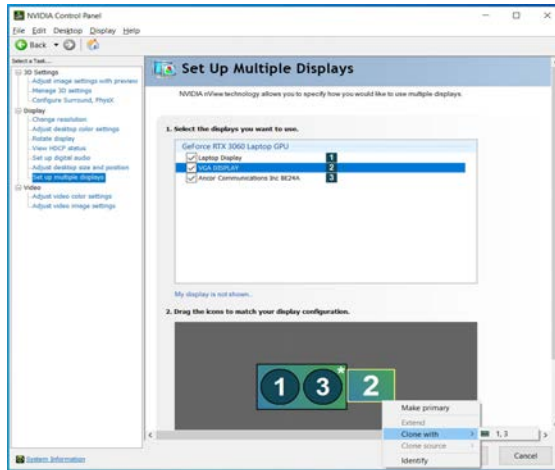 NVIDIA Control Panel
File Edit Desktop Display Help
Back
Select a Task...
3D Settings
Adjust image settings with preview
Manage 3D settings
Configure Surround, PhysX
Display
Change resolution
Adjust desktop color settings
Rotate display
View HDCP status
Set up digital audio
Adjust desktop size and position
Set up multiple displays
Video
Adjust video color settings
Adjust video image settings
Set Up Multiple Displays
NVIDIA nView technology allows you to specify how you would like to use multiple displays.
1. Select the displays you want to use.
GeForce RTX 3060 Laptop GPU
Laptop Display 1
VGA DISPLAY 2
Ancor Communications Inc BE24A 3
My display is not shown...
2. Drag the icons to match your display configuration.
1 3 * 2
Make primary
Extend
Clone with 1, 3
Clone source
Identify
System Information
Cancel